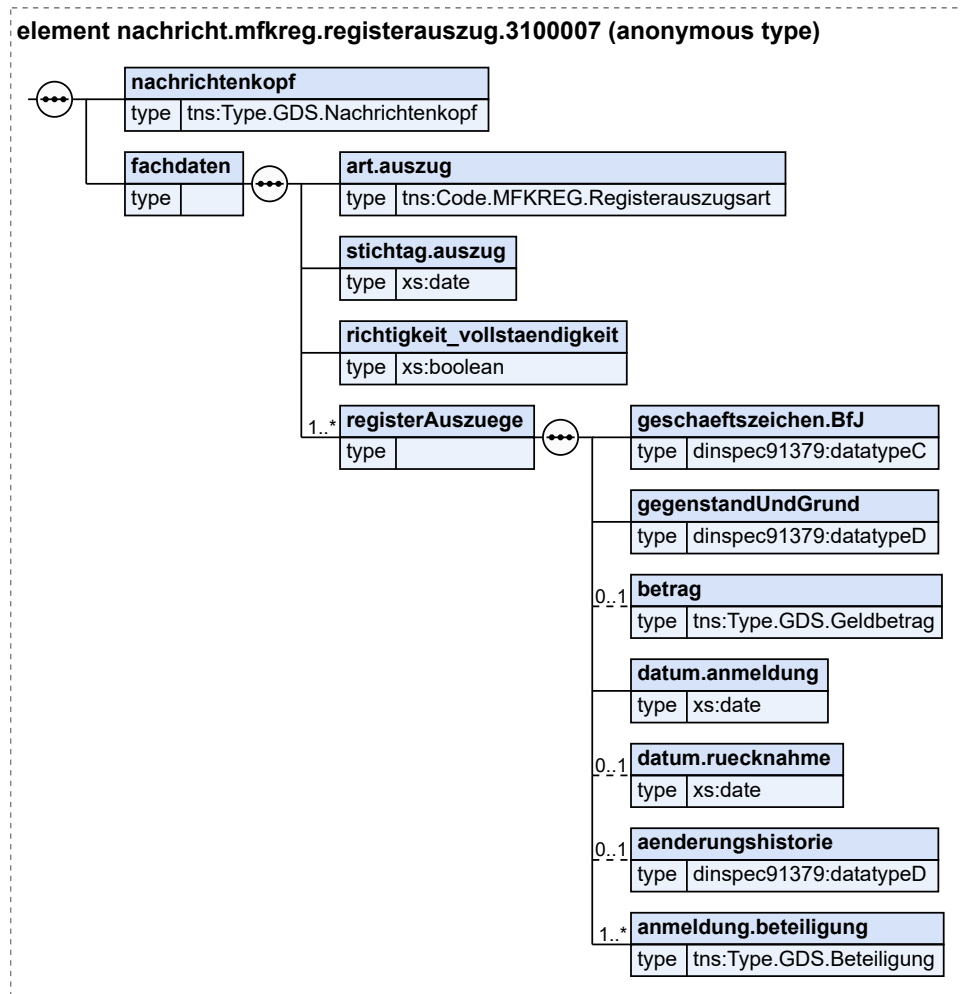 element nachricht.mfkreg.registerauszug.3100007 (anonymous type)
nachrichtenkopf
type tns:Type.GDS.Nachrichtenkopf
fachdaten
type
art.auszug
type tns:Code.MFKREG.Registerauszugsart
stichtag.auszug
type xs:date
richtigkeit_vollstaendigkeit
type xs:boolean
1..*
registerAuszuege
type
geschaeftszeichen.BfJ
type dinspec91379:datatypeC
gegenstandUndGrund
type dinspec91379:datatypeD
0..1
betrag
type tns:Type.GDS.Geldbetrag
datum.anmeldung
type xs:date
0..1
datum.ruecknahme
type xs:date
0..1
aenderungshistorie
type dinspec91379:datatypeD
1..*
anmeldung.beteiligung
type tns:Type.GDS.Beteiligung